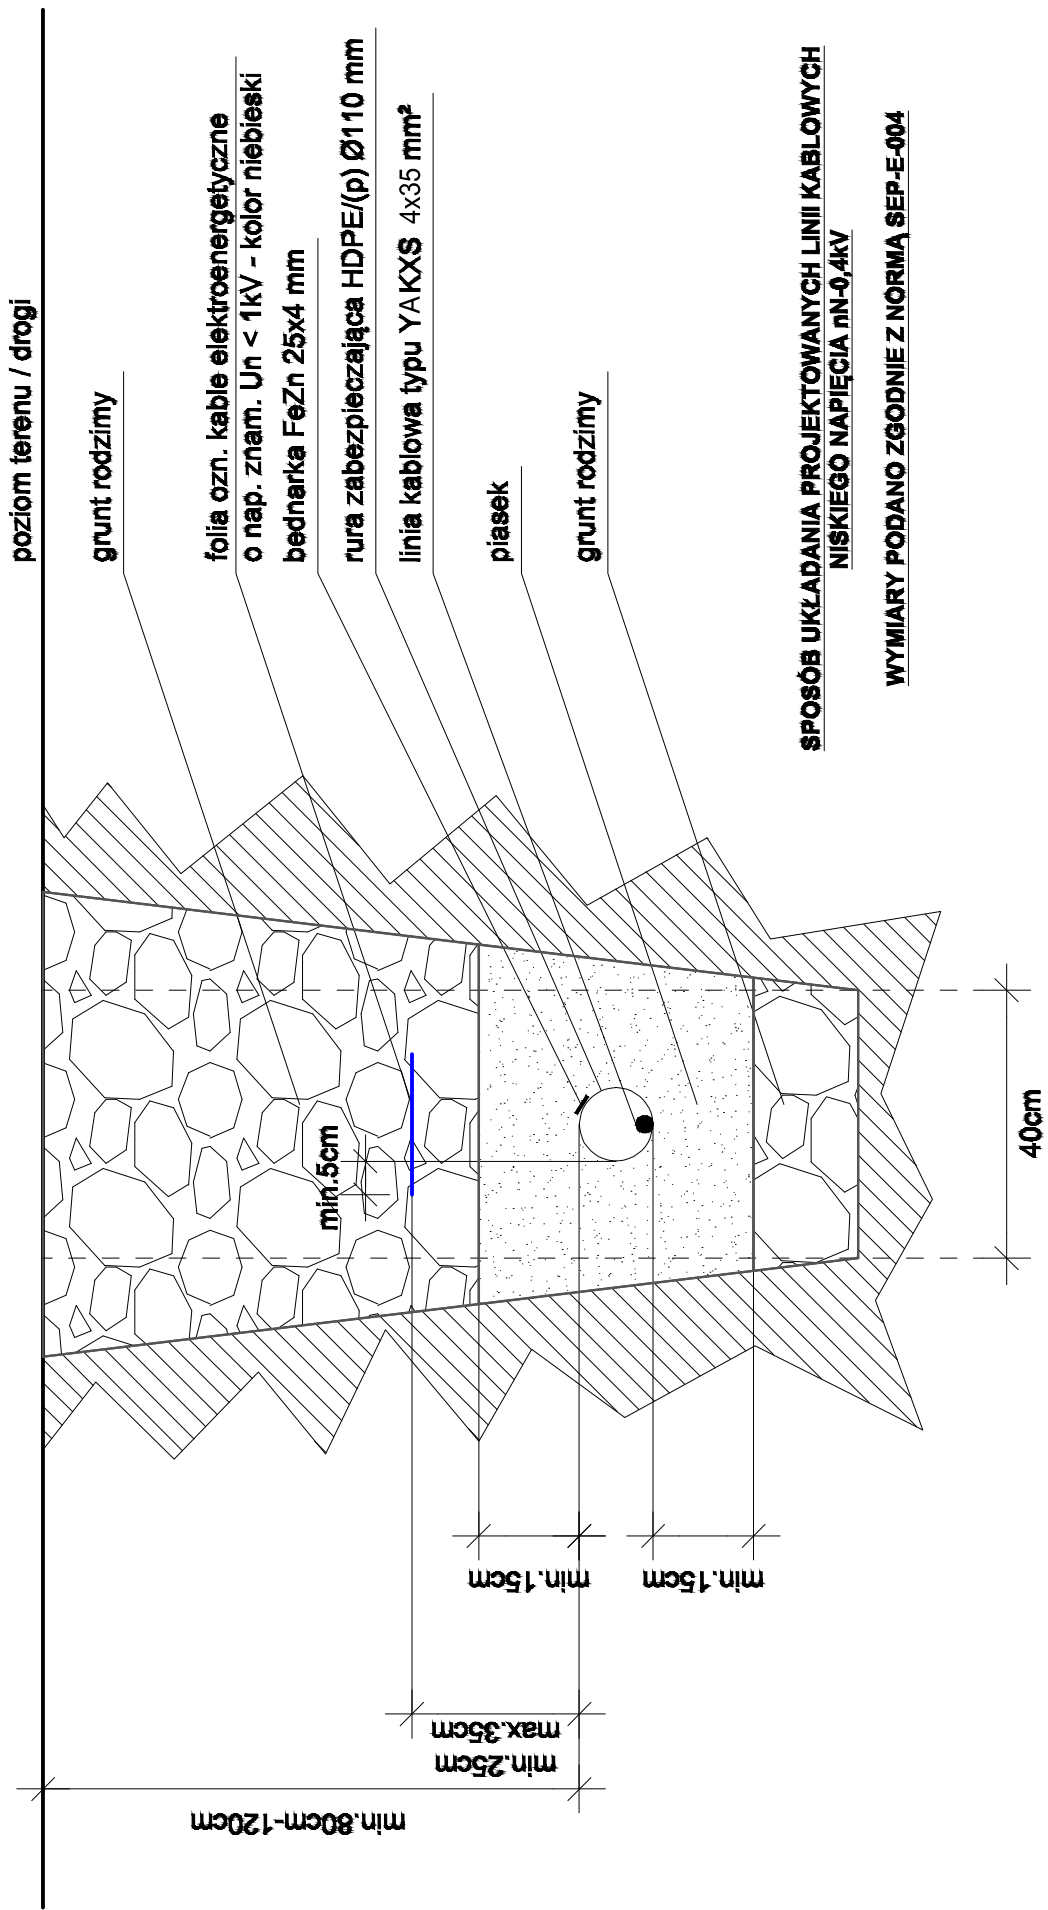 poziom terenu / drogi
grunt rodzimy
folia ozn. kable elektroenergetyczne
o nap. znam. Un < 1kV - kolor niebieski
bednarka FeZn 25x4 mm
rura zabezpieczająca HDPE/(p) Ø110 mm
linia kablowa typu YAKXS 4x35 mm²
piasek
grunt rodzimy
min.5cm
min.15cm
min.15cm
max.35cm
min.25cm
min.80cm-120cm
40cm
SPOSÓB UKŁADANIA PROJEKTOWANYCH LINII KABLOWYCH
NISKIEGO NAPIĘCIA nN-0,4kV
WYMIARY PODANO ZGODNIE Z NORMĄ SEP-E-004